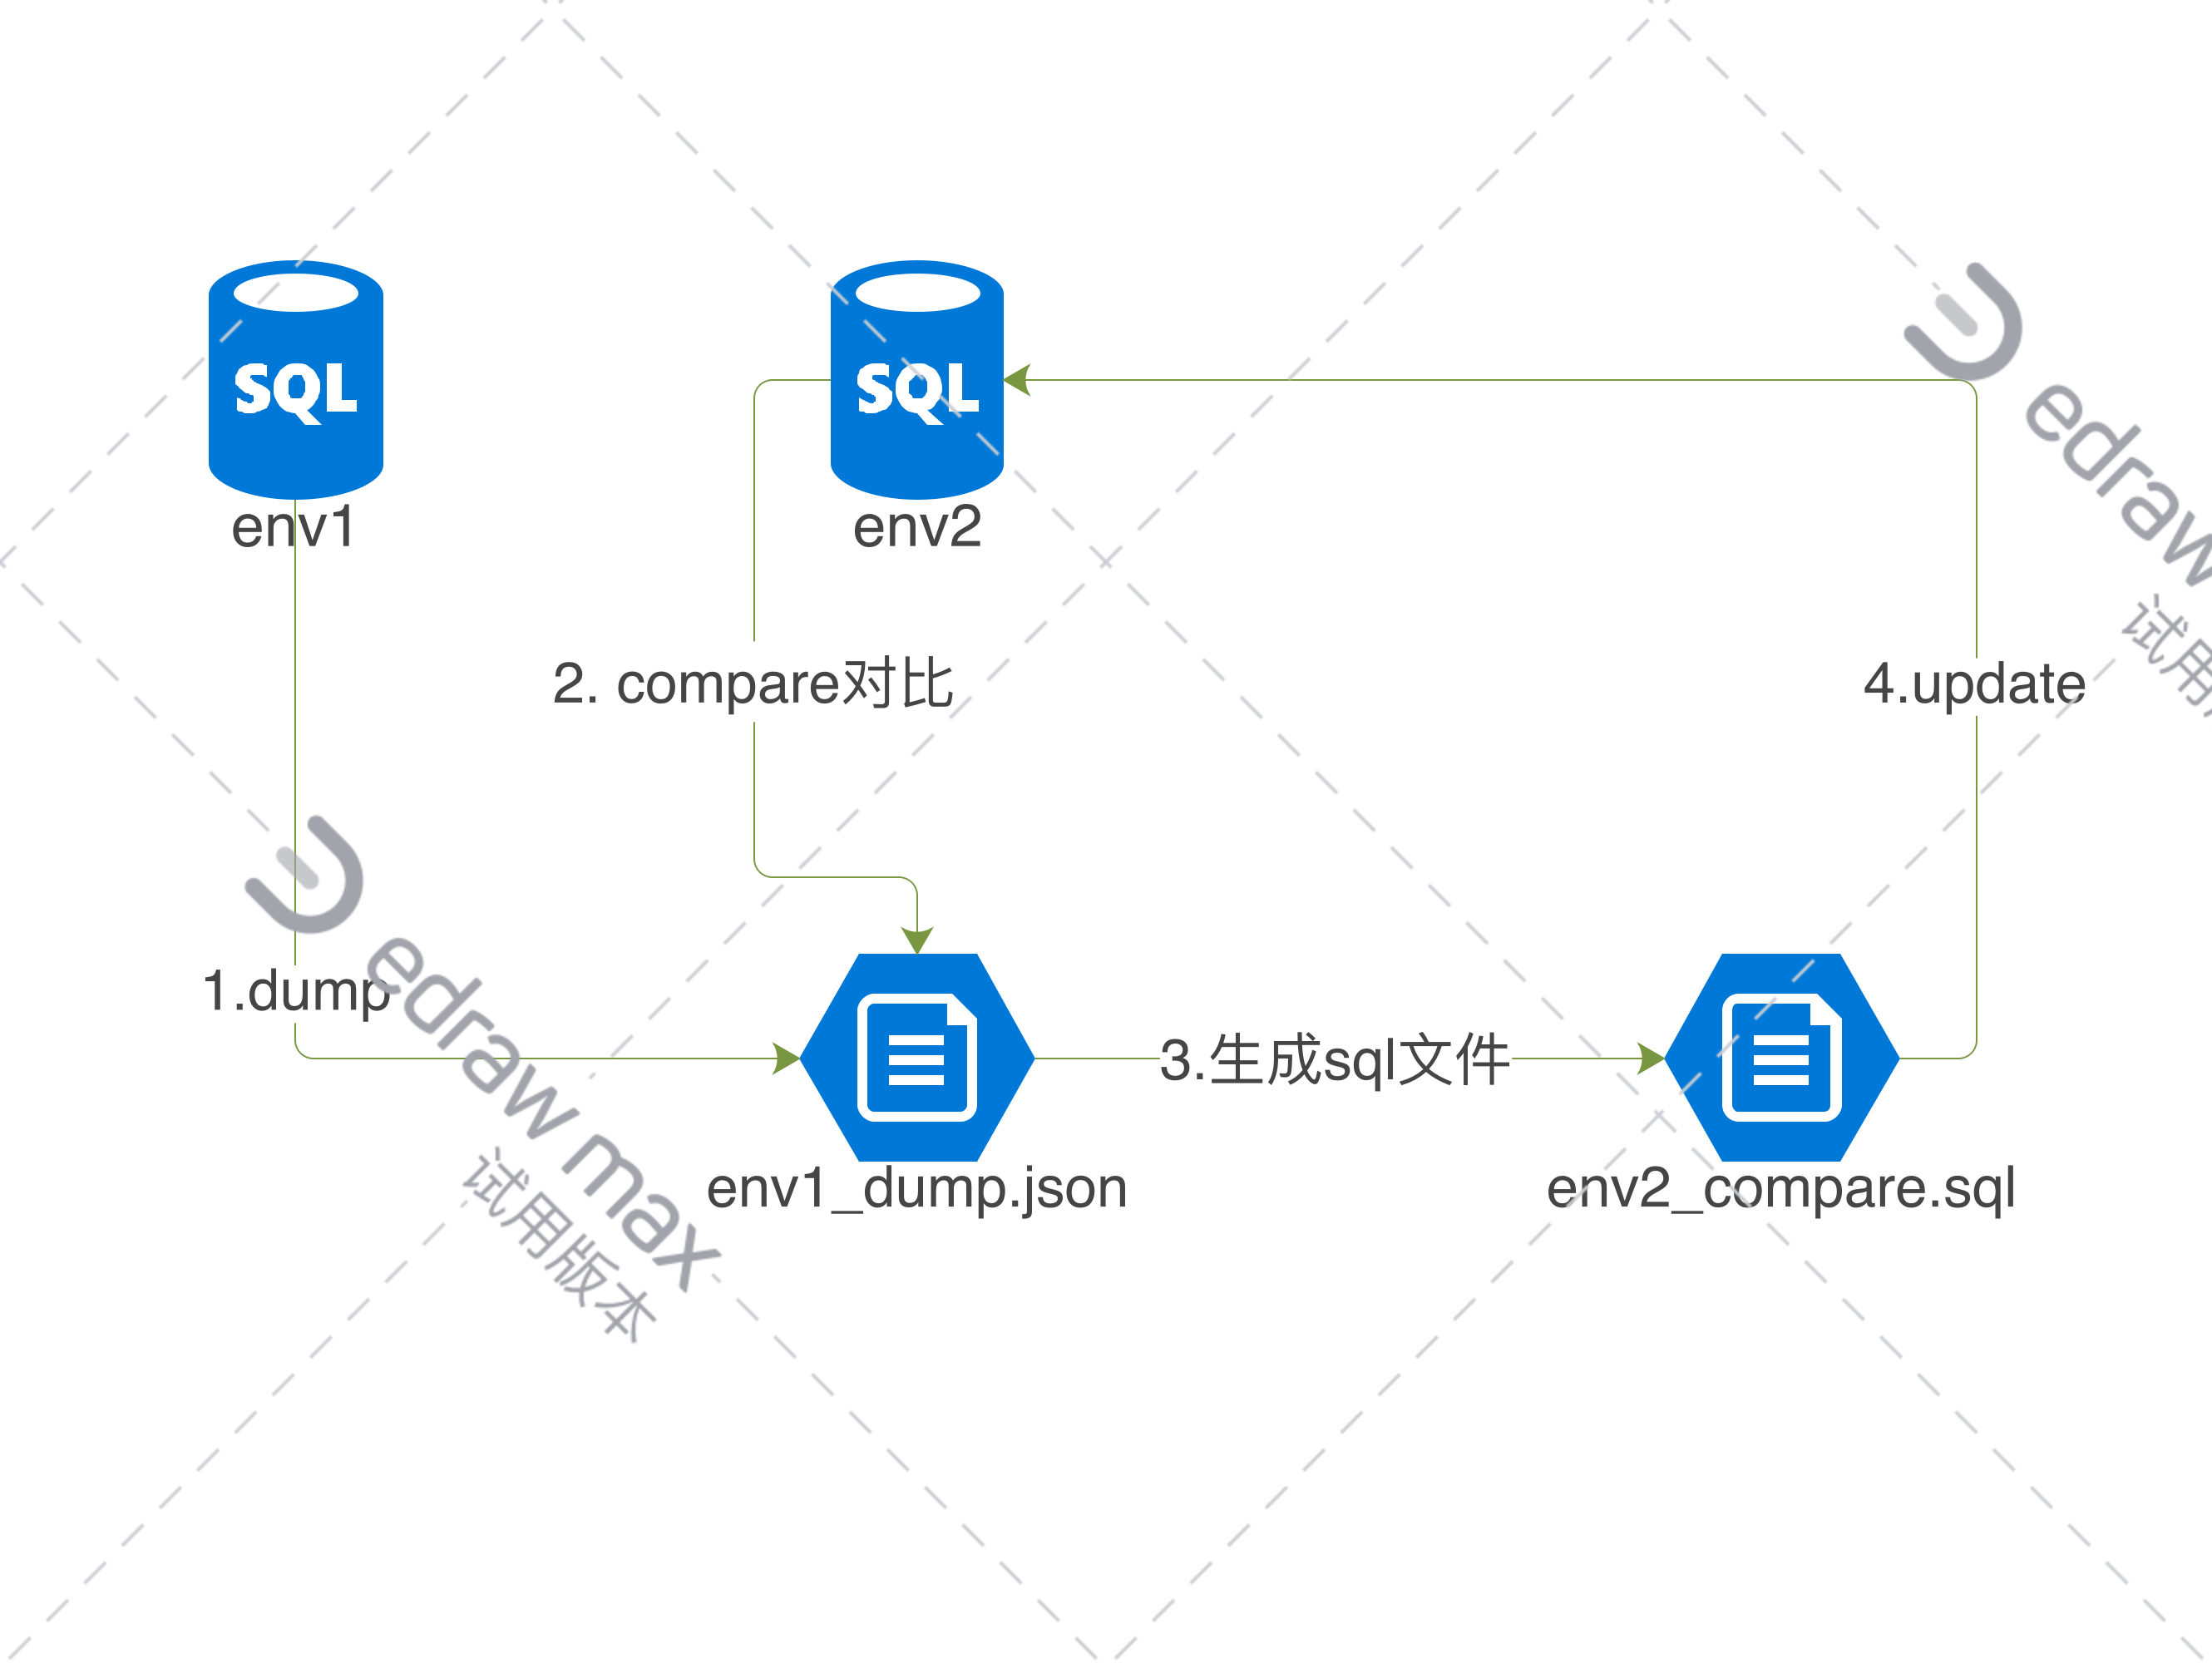 SQL
SQL
env1
env2
2. compare对比
4.update
1.dump
3.生成sql文件
env1_dump.json
env2_compare.sql
edraw max
试用版本
edraw
试用